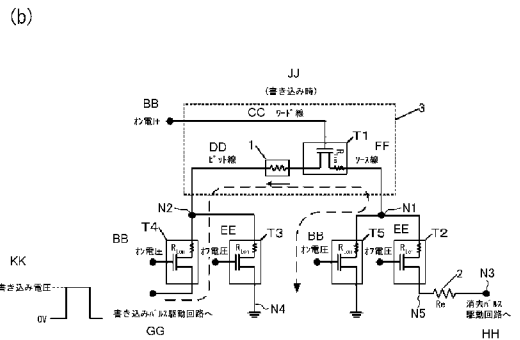 (b)
JJ
(書き込み時)
BB
オン電圧
CC ワード線
3
DD
ビット線
1
T1
FF
ソース線
N2
N1
BB
T4
EE
T3
BB
T5
EE
T2
オン電圧
オフ電圧
オン電圧
オフ電圧
KK
書き込み電圧
0V
2
Re
N3
N4
N5
書き込みパルス駆動回路へ
GG
消去パルス
駆動回路へ
HH